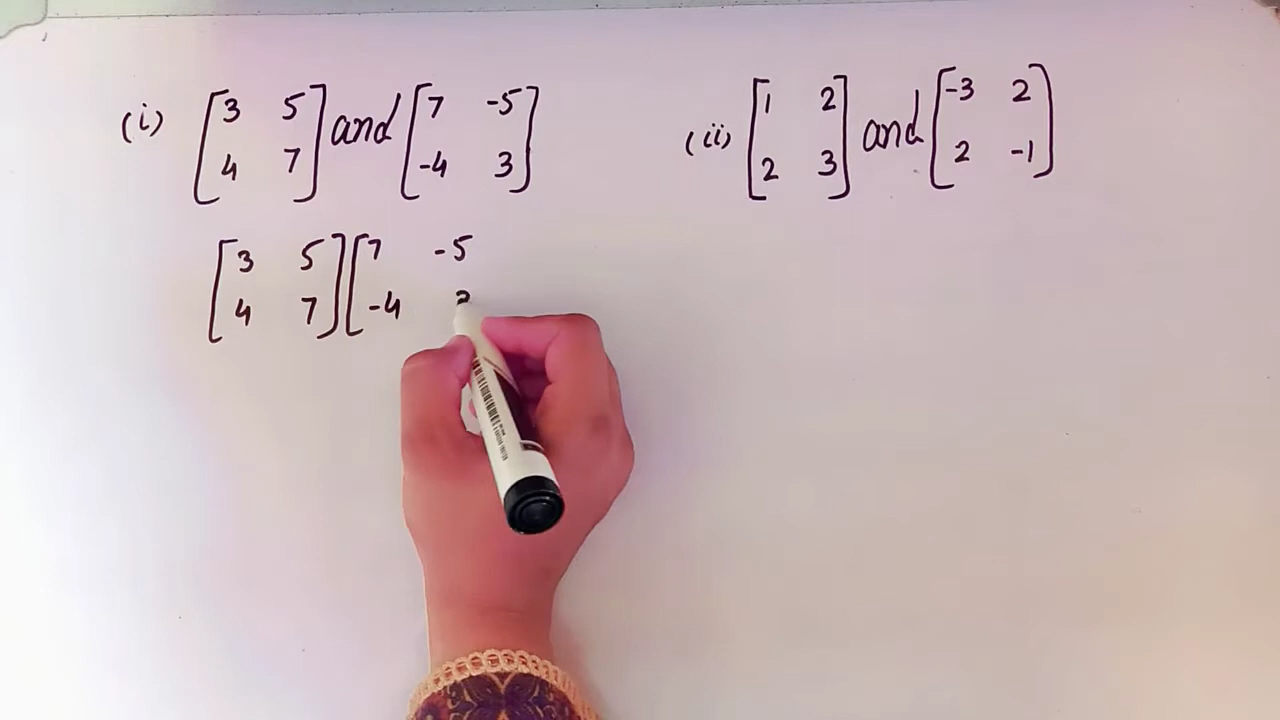 (i) [3 5 and [7 -5] (ii) [1 2] and [-3 2]
4 7] -4 3 2 3 2 -1
[3 5][7 -5
4 7 -4